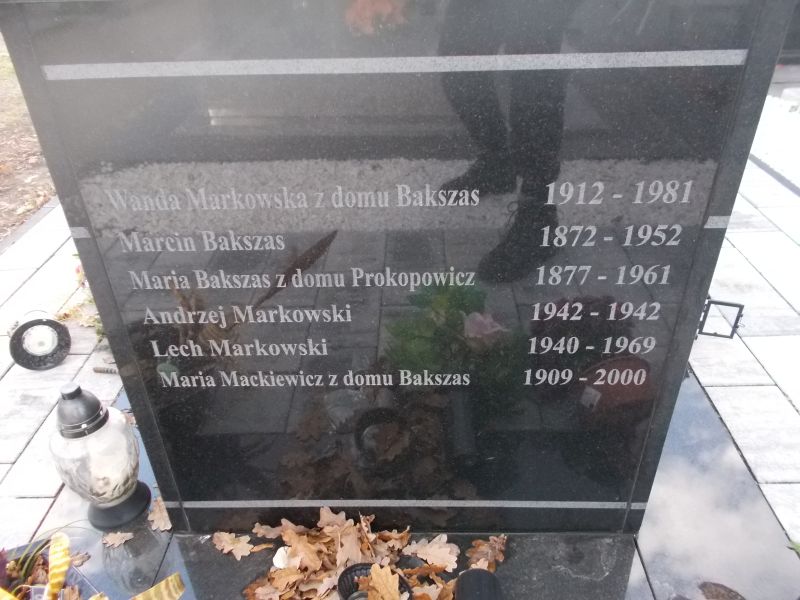 Wanda Markowska z domu Bakszas 1912 - 1981
Marcin Bakszas 1872 - 1952
Maria Bakszas z domu Prokopowicz 1877 - 1961
Andrzej Markowski 1942 - 1942
Lech Markowski 1940 - 1969
Maria Mackiewicz z domu Bakszas 1909 - 2000